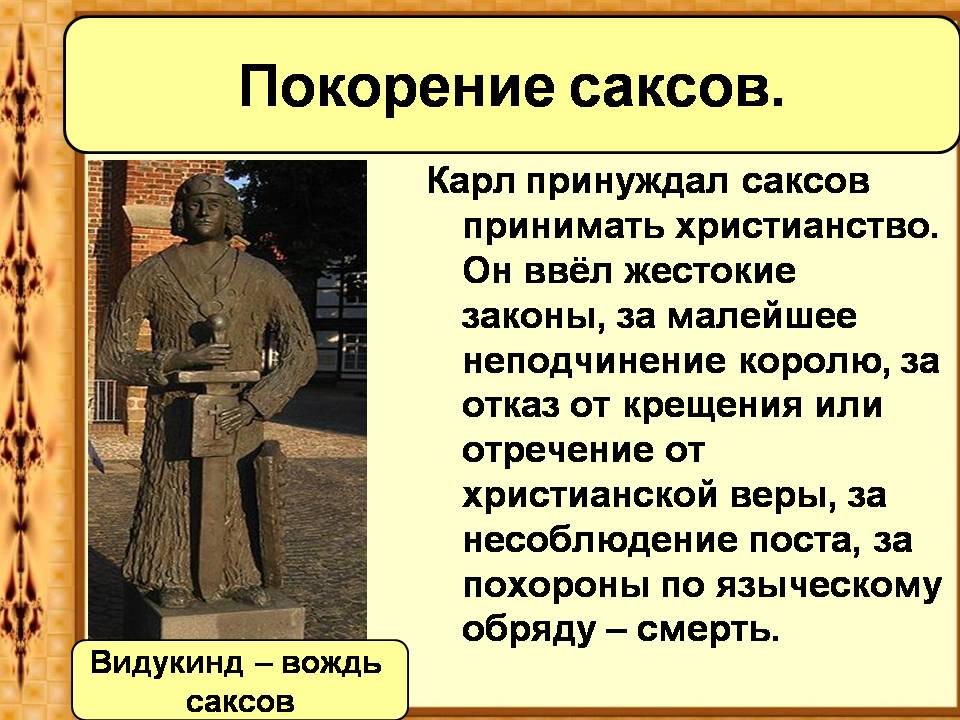 Покорение саксов.
Карл принуждал саксов
принимать христианство.
Он ввёл жестокие
законы, за малейшее
неподчинение королю, за
отказ от крещения или
отречение от
христианской веры, за
несоблюдение поста, за
похороны по языческому
обряду – смерть.
Видукинд – вождь
саксов